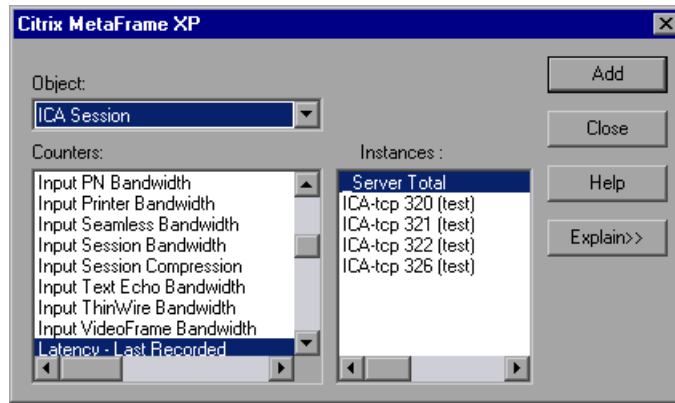 Citrix MetaFrame XP
Object:
ICA Session
Counters:
Input PN Bandwidth
Input Printer Bandwidth
Input Seamless Bandwidth
Input Session Bandwidth
Input Session Compression
Input Text Echo Bandwidth
Input ThinWire Bandwidth
Input VideoFrame Bandwidth
Latency - Last Recorded
Instances :
_Server Total
ICA-tcp 320 (test)
ICA-tcp 321 (test)
ICA-tcp 322 (test)
ICA-tcp 326 (test)
Add
Close
Help
Explain>>